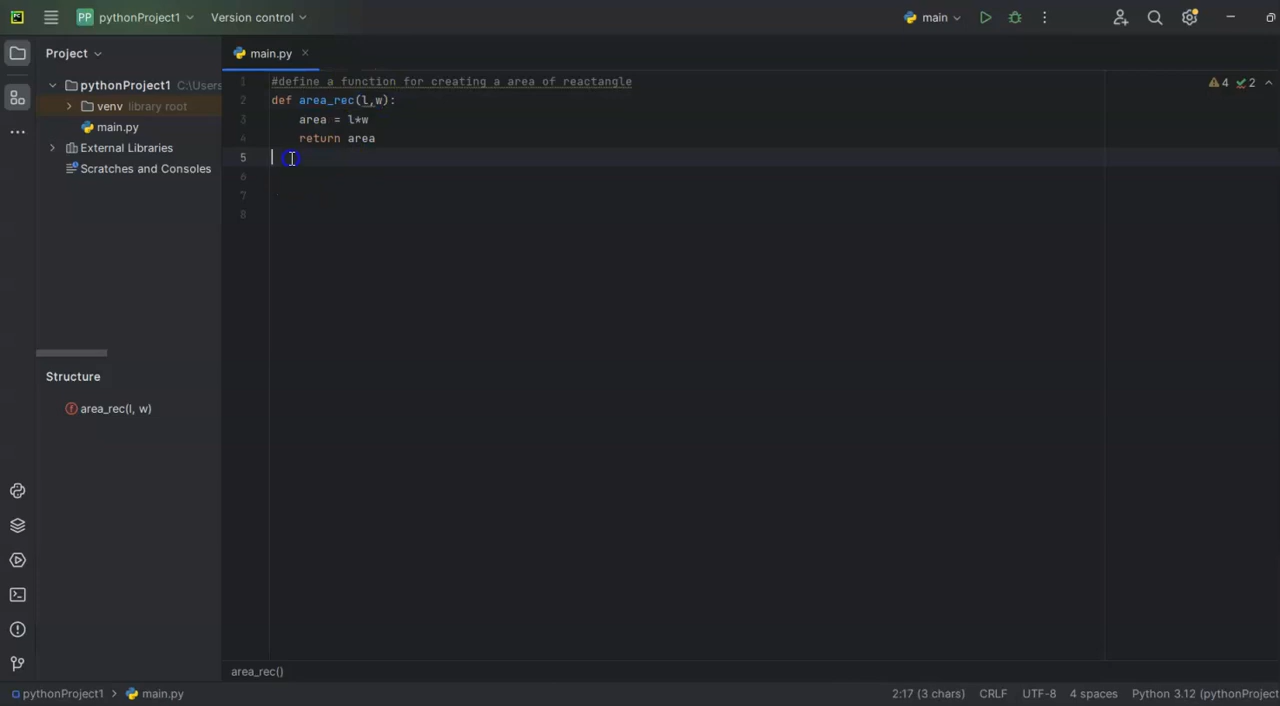 PP pythonProject1 Version control main
Project main.py
pythonProject1 C:\Users
venv library root
main.py
External Libraries
Scratches and Consoles
1 #define a function for creating a area of reactangle
2 def area_rec(l,w):
3 area = l*w
4 return area
5
6
7
8
4 2
Structure
area_rec(l, w)
area_rec()
pythonProject1 > main.py 2:17 (3 chars) CRLF UTF-8 4 spaces Python 3.12 (pythonProject